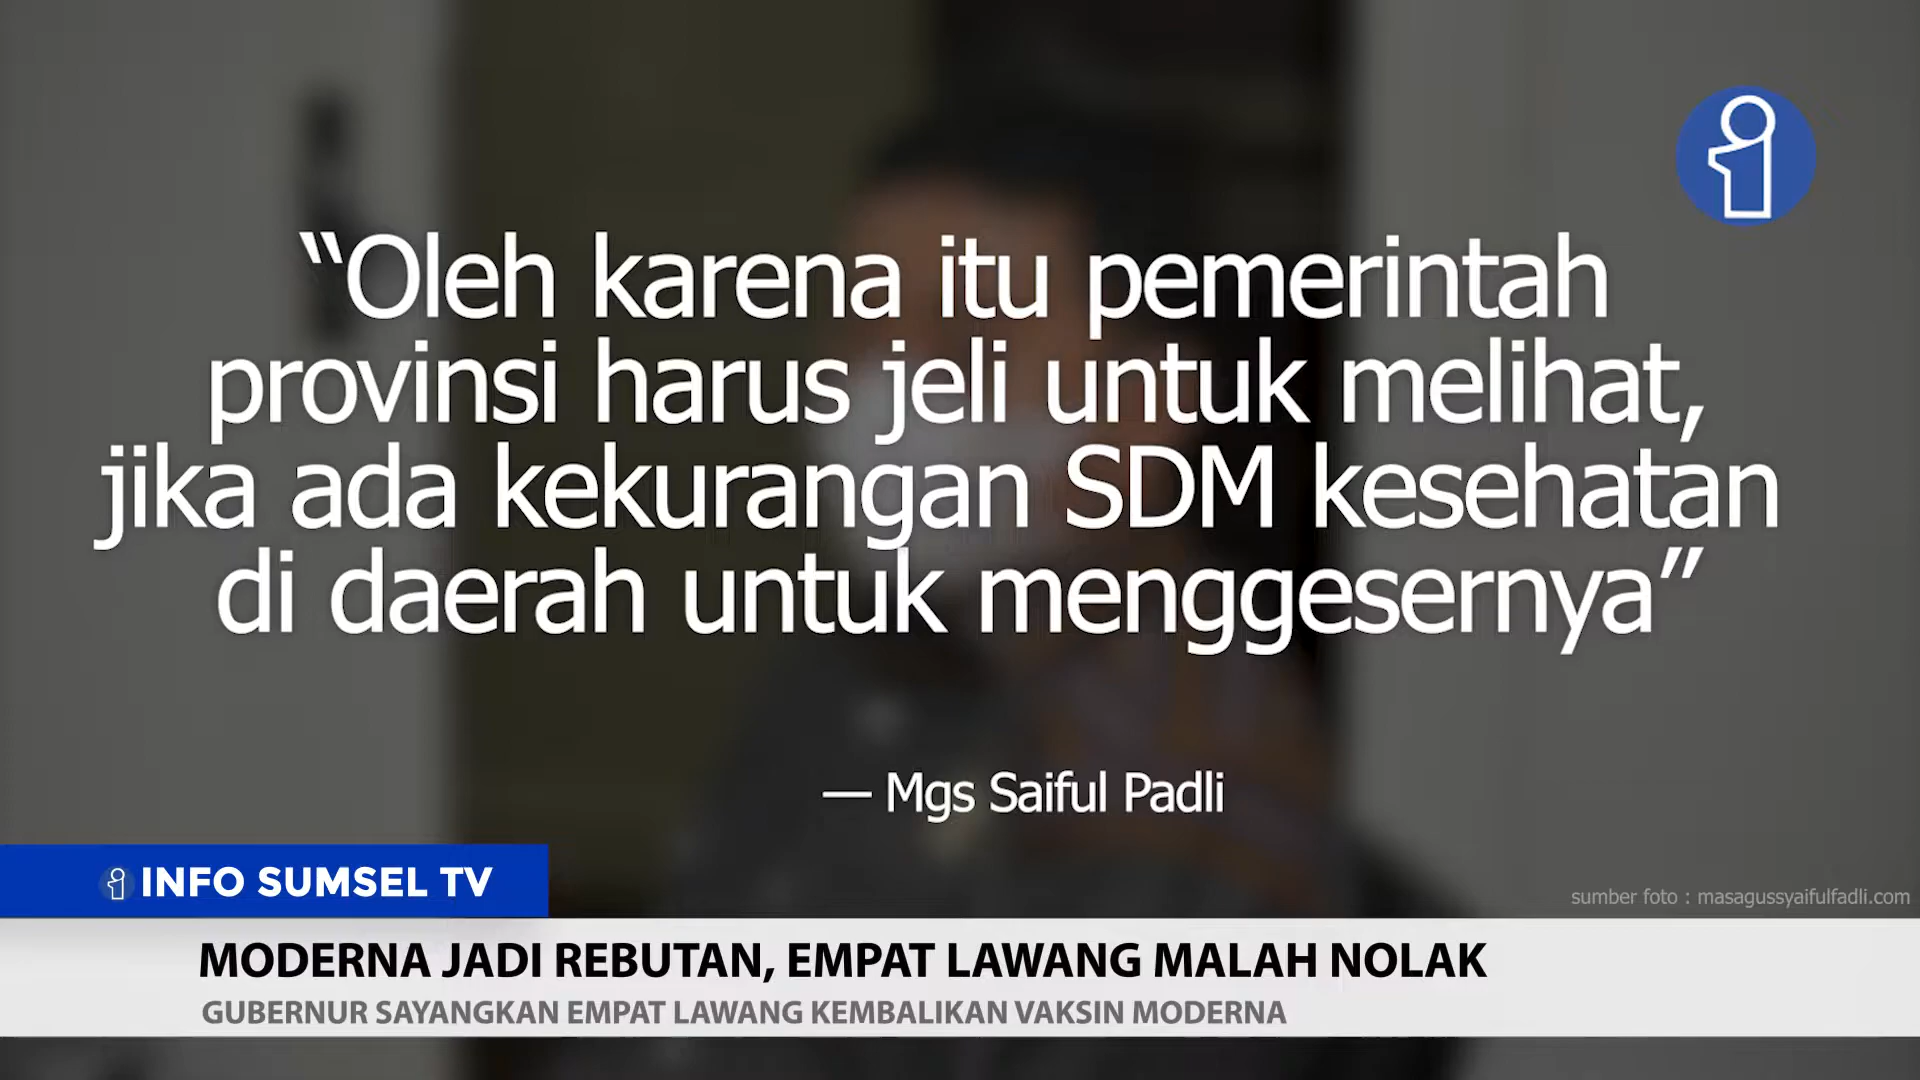 “Oleh karena itu pemerintah
provinsi harus jeli untuk melihat,
jika ada kekurangan SDM kesehatan
di daerah untuk menggesernya”
— Mgs Saiful Padli
INFO SUMSEL TV
sumber foto : masagussyaifulfadli.com
MODERNA JADI REBUTAN, EMPAT LAWANG MALAH NOLAK
GUBERNUR SAYANGKAN EMPAT LAWANG KEMBALIKAN VAKSIN MODERNA